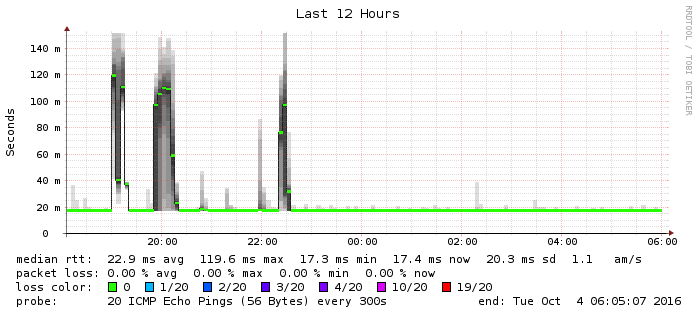 Last 12 Hours
RRDTOOL / TOBI OETIKER
Seconds
140 m
120 m
100 m
80 m
60 m
40 m
20 m
0
20:00 22:00 00:00 02:00 04:00 06:00
median rtt: 22.9 ms avg 119.6 ms max 17.3 ms min 17.4 ms now 20.3 ms sd 1.1 am/s
packet loss: 0.00 % avg 0.00 % max 0.00 % min 0.00 % now
loss color: 0 1/20 2/20 3/20 4/20 10/20 19/20
probe: 20 ICMP Echo Pings (56 Bytes) every 300s end: Tue Oct 4 06:05:07 2016